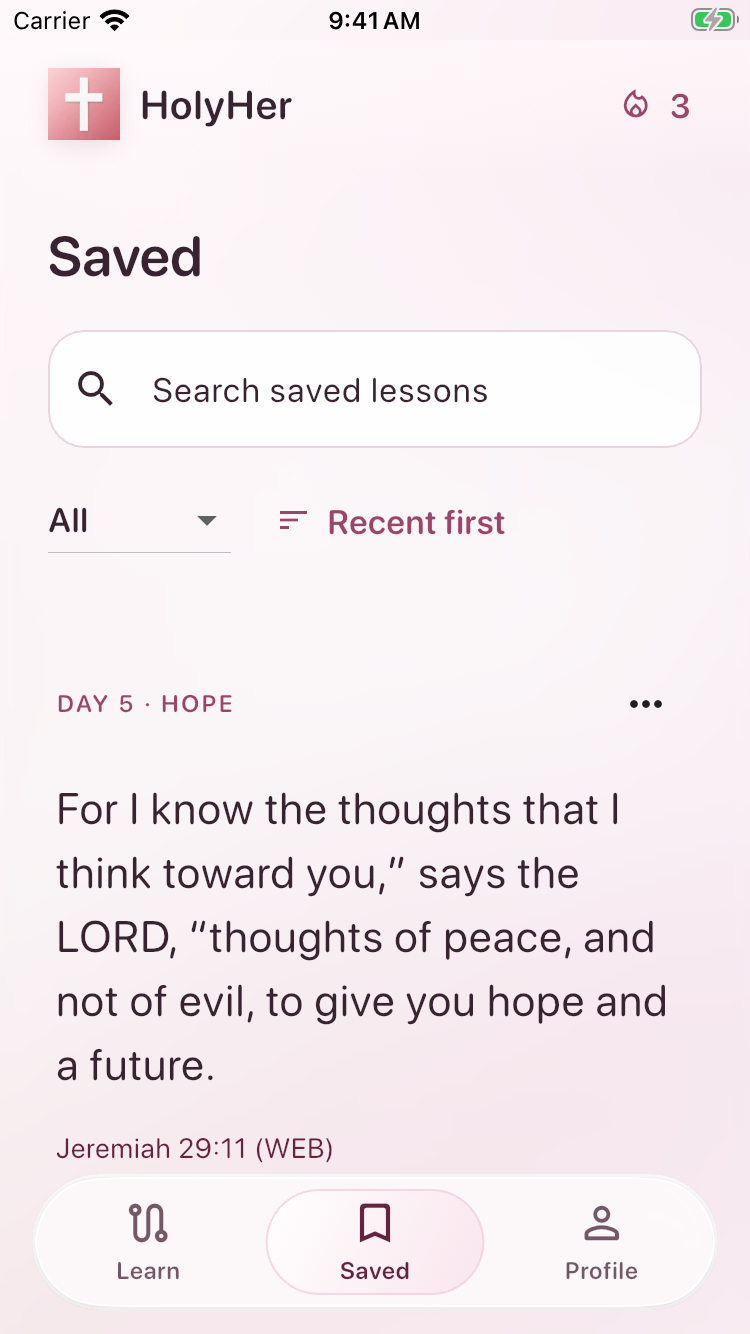 Carrier 9:41 AM
HolyHer 3
Saved
Search saved lessons
All Recent first
DAY 5 · HOPE
For I know the thoughts that I
think toward you,” says the
LORD, “thoughts of peace, and
not of evil, to give you hope and
a future.
Jeremiah 29:11 (WEB)
Learn Saved Profile